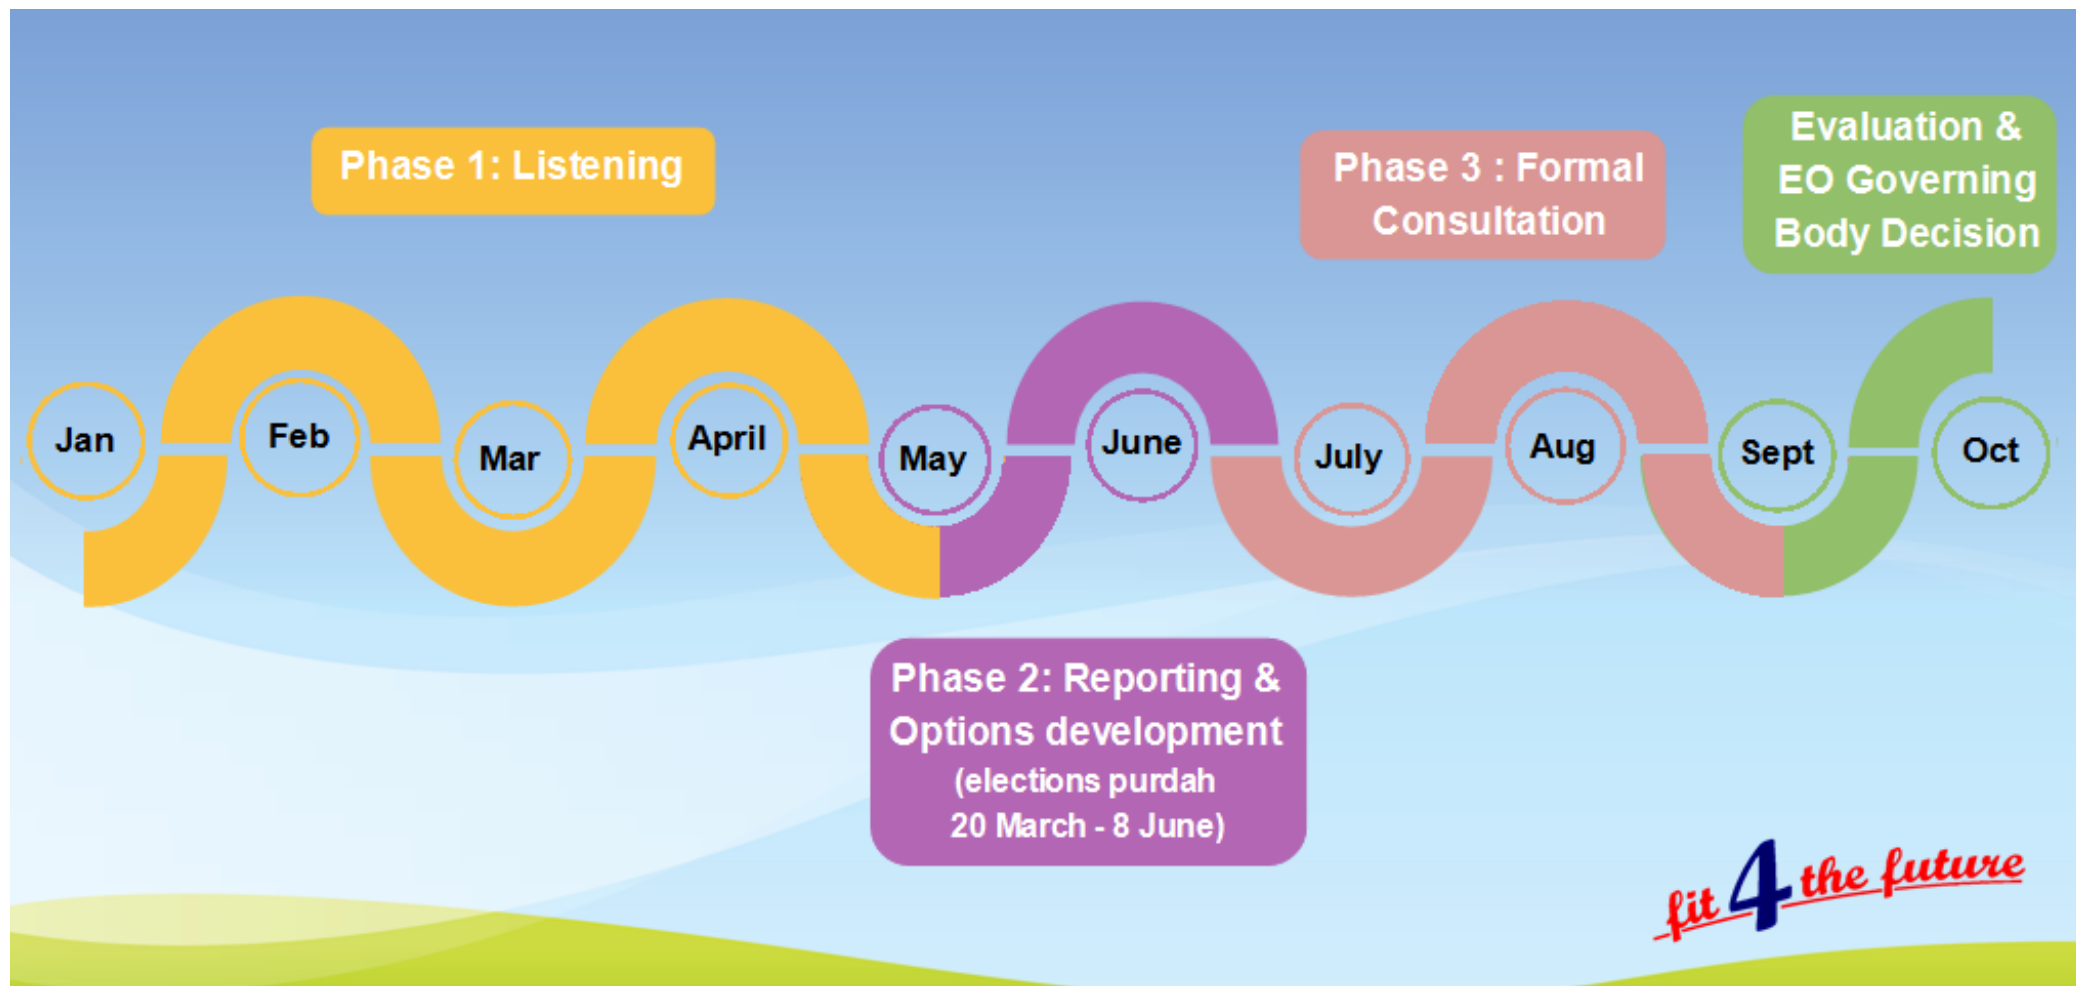 Phase 1: Listening
Phase 3 : Formal
Consultation
Evaluation &
EO Governing
Body Decision
Jan
Feb
Mar
April
May
June
July
Aug
Sept
Oct
Phase 2: Reporting &
Options development
(elections purdah
20 March - 8 June)
fit 4 the future